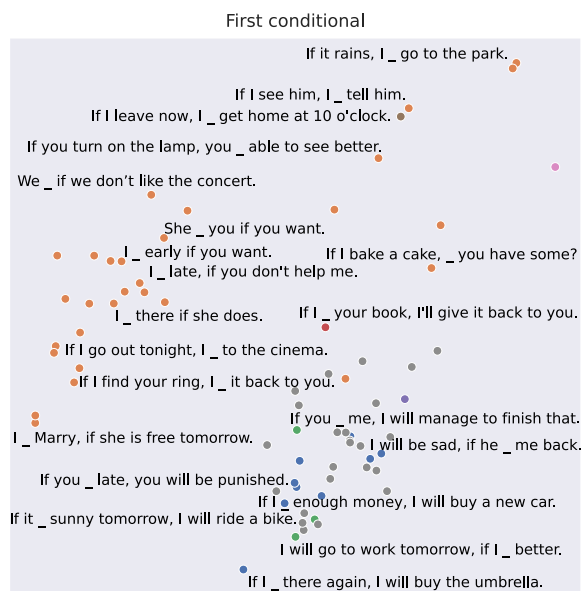 First conditional
If it rains, I _ go to the park.
If I see him, I _ tell him.
If I leave now, I _ get home at 10 o'clock.
If you turn on the lamp, you _ able to see better.
We _ if we don’t like the concert.
She _ you if you want.
I _ early if you want.
If I bake a cake, _ you have some?
I _ late, if you don't help me.
I _ there if she does.
If I _ your book, I'll give it back to you.
If I go out tonight, I _ to the cinema.
If I find your ring, I _ it back to you.
If you _ me, I will manage to finish that.
I _ Marry, if she is free tomorrow.
I will be sad, if he _ me back.
If you _ late, you will be punished.
If I _ enough money, I will buy a new car.
If it _ sunny tomorrow, I will ride a bike.
I will go to work tomorrow, if I _ better.
If I _ there again, I will buy the umbrella.